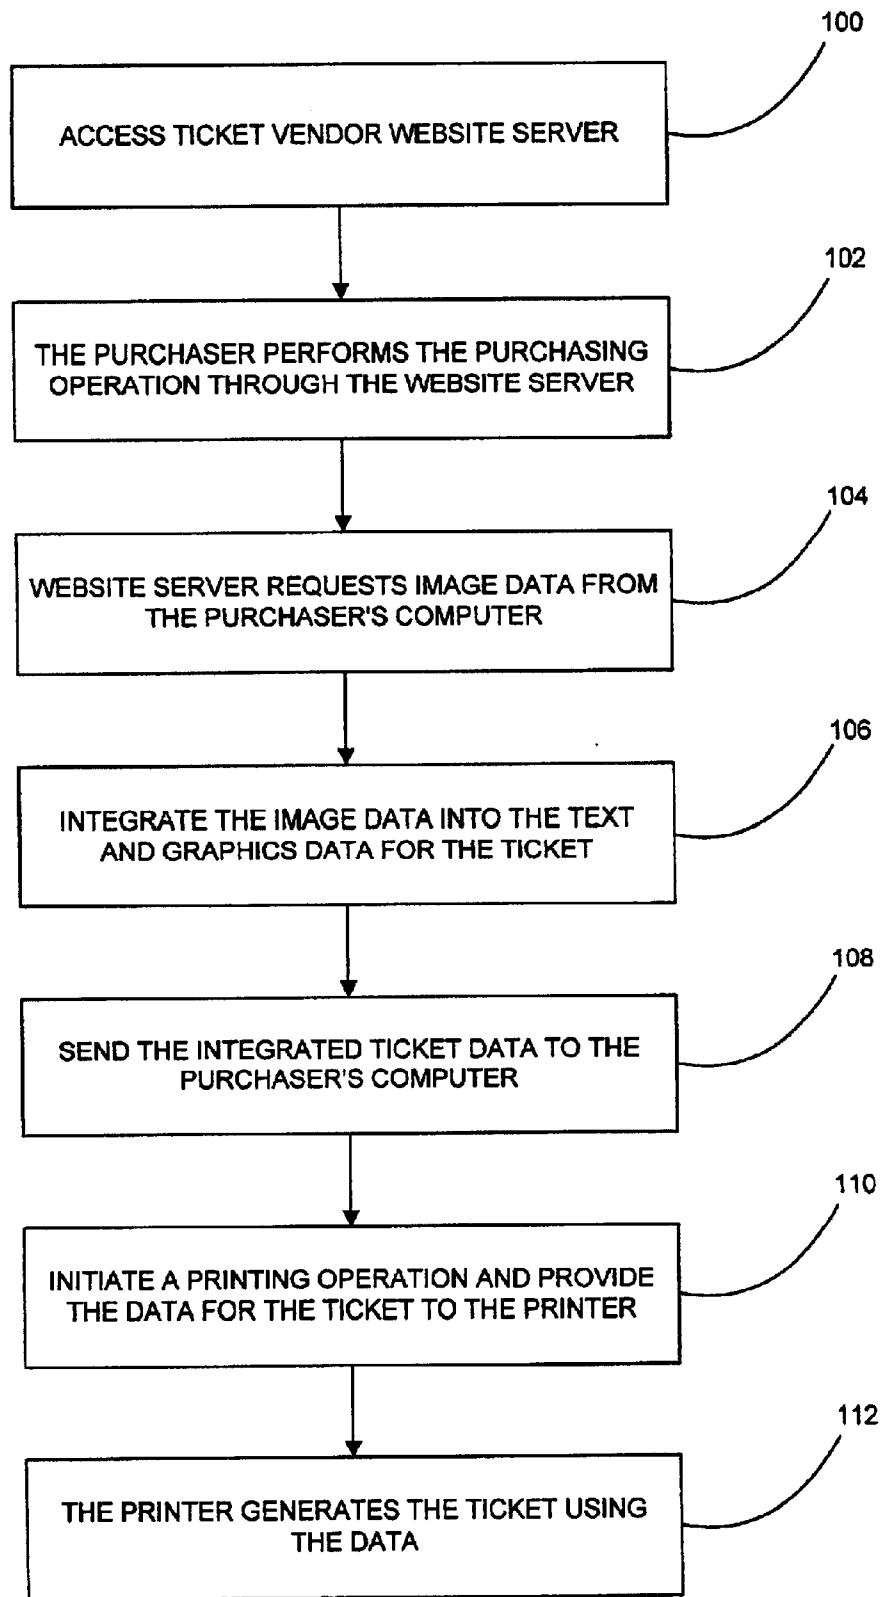 100
ACCESS TICKET VENDOR WEBSITE SERVER
102
THE PURCHASER PERFORMS THE PURCHASING
OPERATION THROUGH THE WEBSITE SERVER
104
WEBSITE SERVER REQUESTS IMAGE DATA FROM
THE PURCHASER'S COMPUTER
106
INTEGRATE THE IMAGE DATA INTO THE TEXT
AND GRAPHICS DATA FOR THE TICKET
108
SEND THE INTEGRATED TICKET DATA TO THE
PURCHASER'S COMPUTER
110
INITIATE A PRINTING OPERATION AND PROVIDE
THE DATA FOR THE TICKET TO THE PRINTER
112
THE PRINTER GENERATES THE TICKET USING
THE DATA